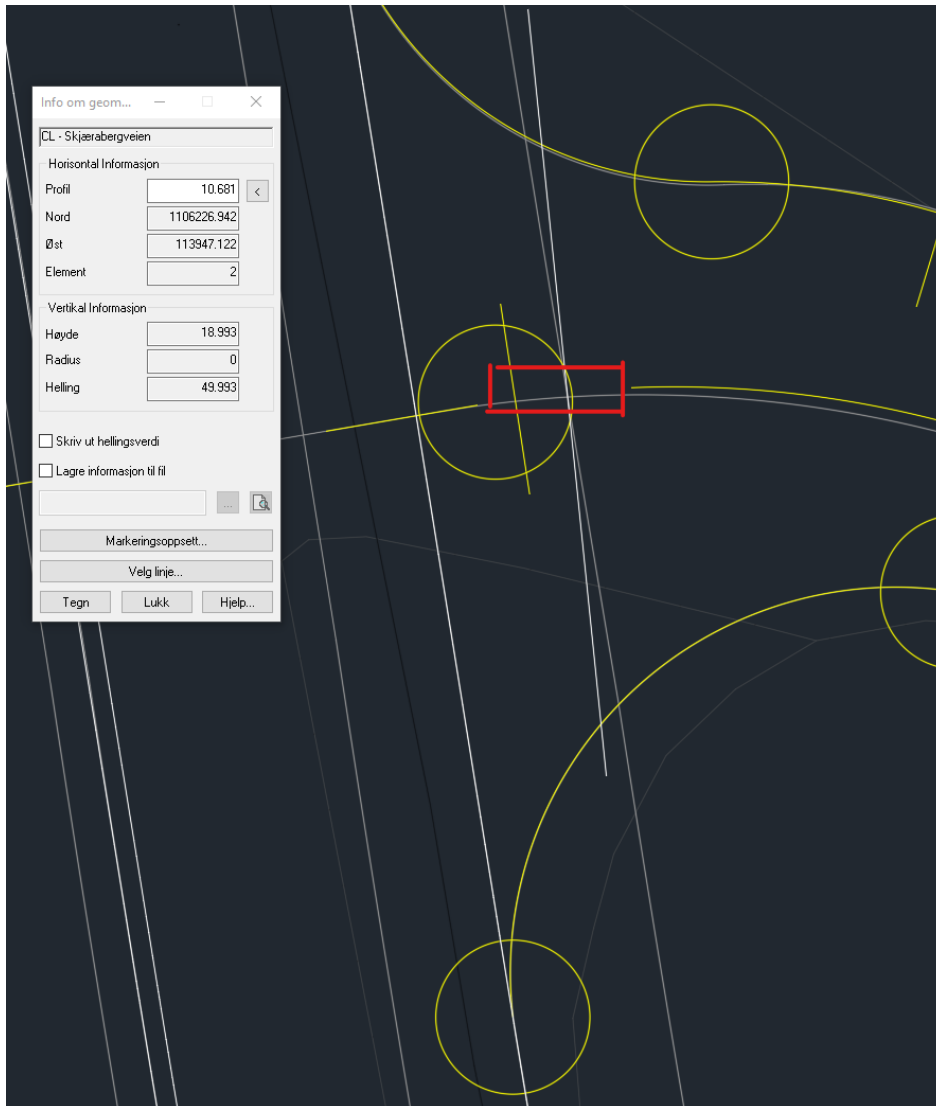 Info om geom...
CL - Skjærabergveien
Horisontal Informasjon
Profil 10.681 <
Nord 1106226.942
Øst 113947.122
Element 2
Vertikal Informasjon
Høyde 18.993
Radius 0
Helling 49.993
Skriv ut hellingsverdi
Lagre informasjon til fil
...
Markeringsoppsett...
Velg linje...
Tegn Lukk Hjelp...